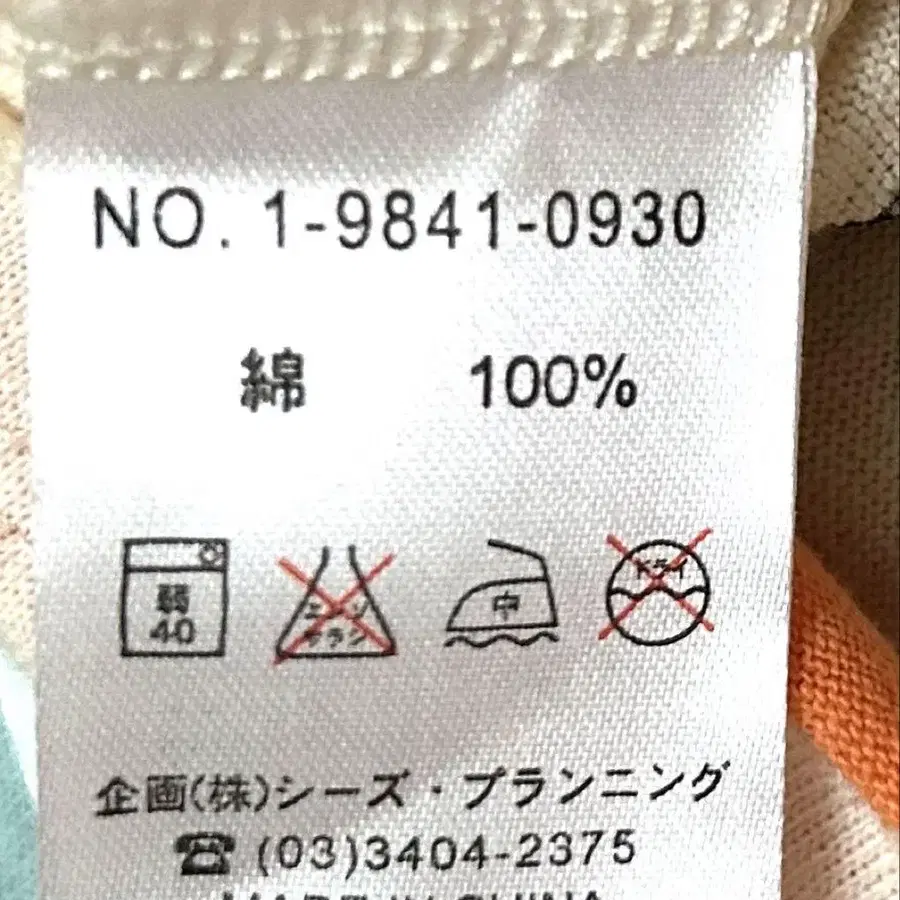 NO. 1-9841-0930
綿 100%
弱
40
エンソ
サラシ
中
ドライ
企画(株)シーズ・プランニング
☎ (03)3404-2375